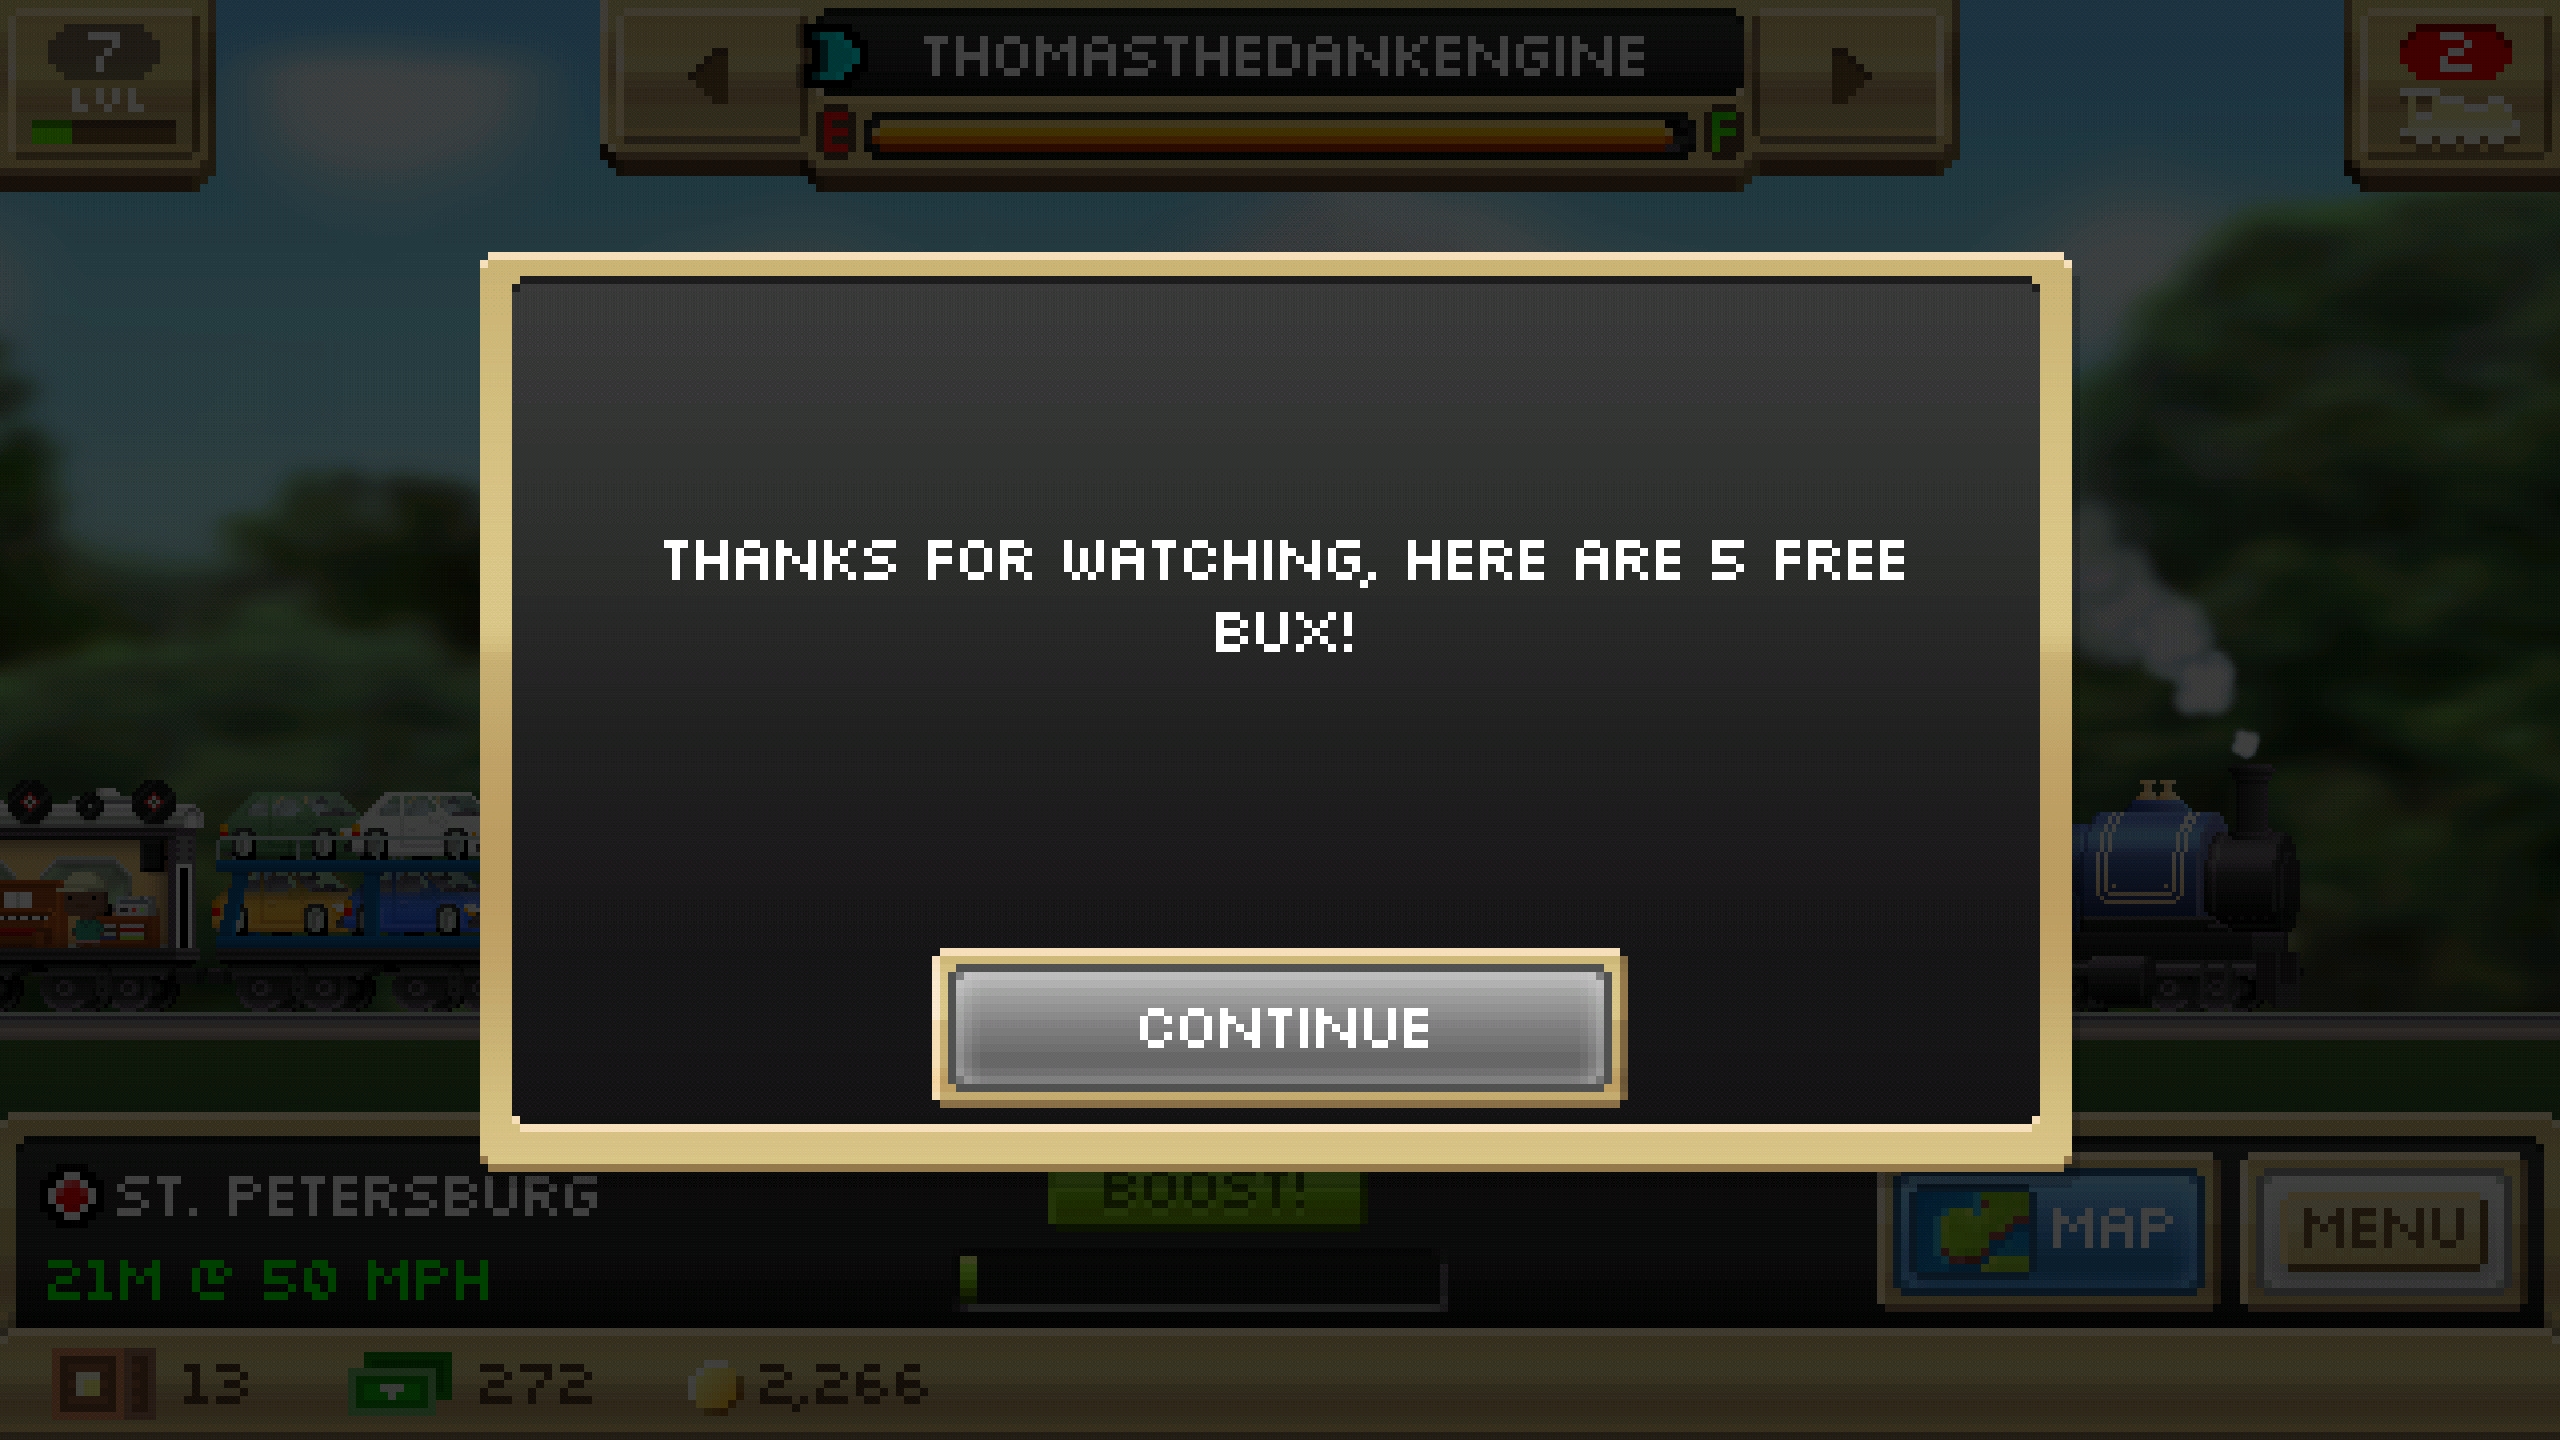 7
LVL
THOMASTHEDANKENGINE
E
F
2
THANKS FOR WATCHING, HERE ARE 5 FREE
BUX!
CONTINUE
ST. PETERSBURG
21M @ 50 MPH
BOOST!
MAP
MENU
13
272
2,266